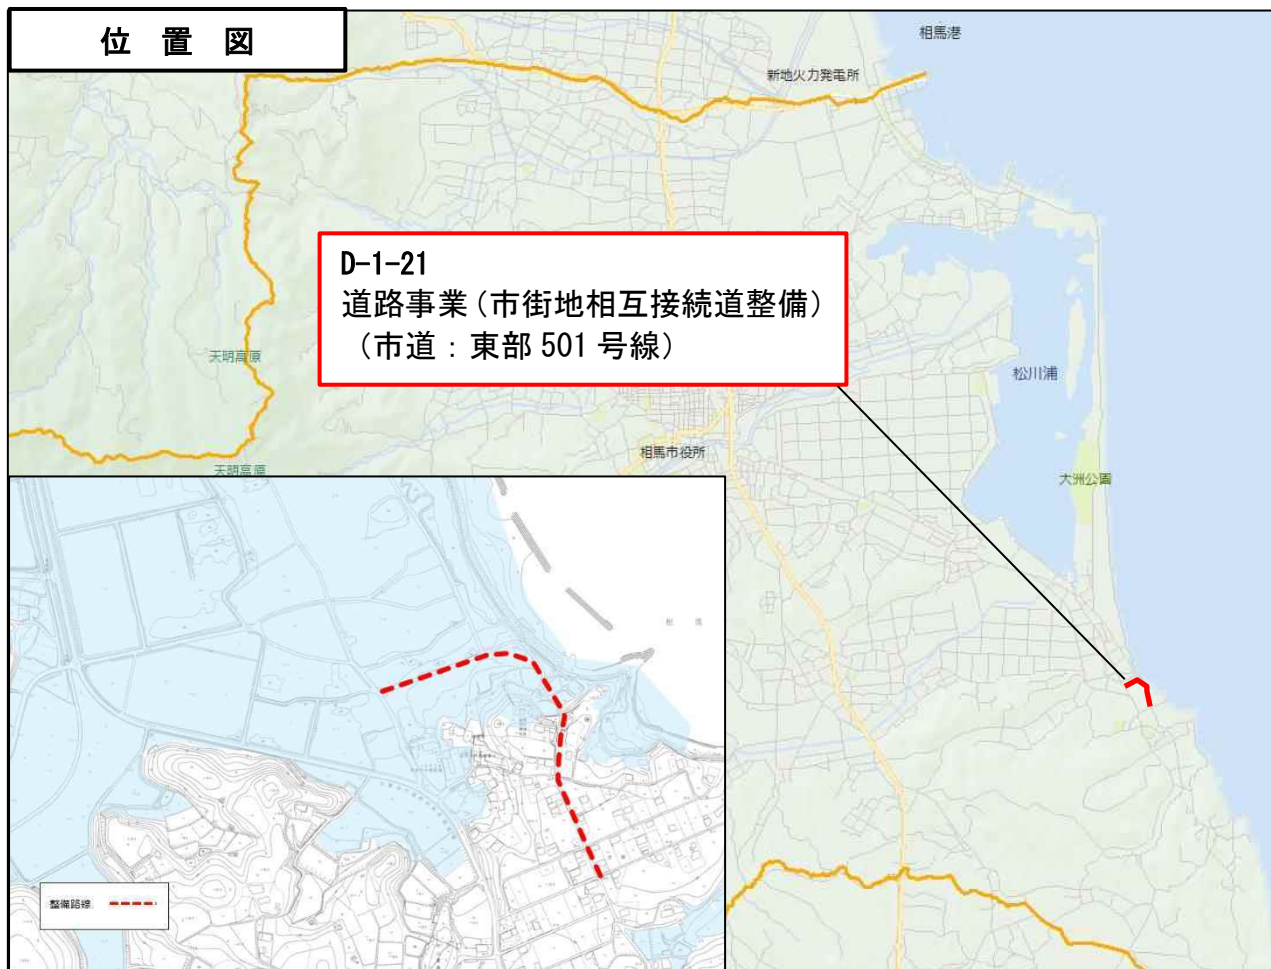 位 置 図
相馬港
新地火力発電所
D-1-21
道路事業(市街地相互接続道整備)
(市道:東部 501 号線)
天明高原
松川浦
相馬市役所
天明高原
大洲公園
整備路線